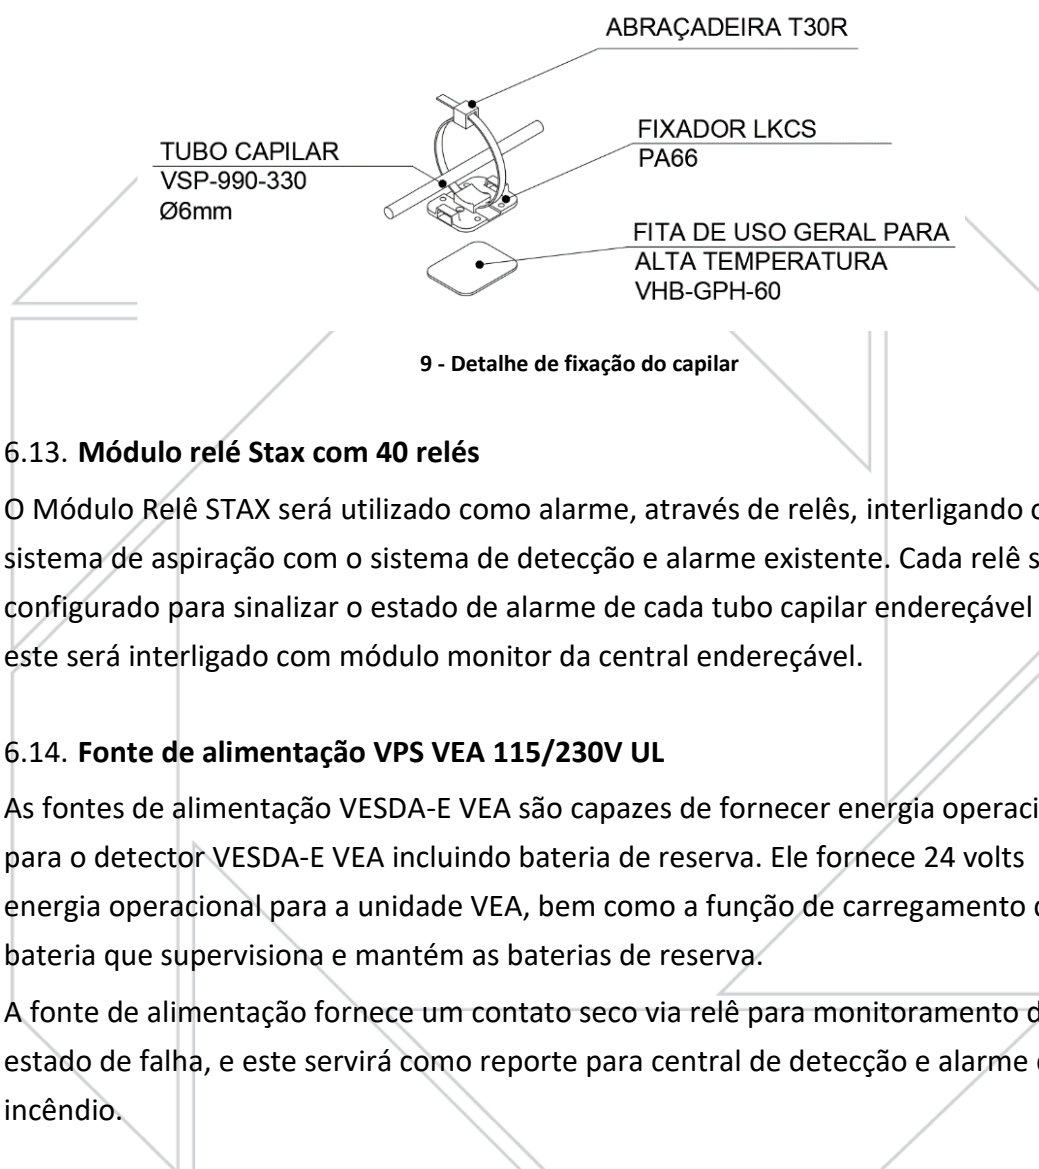 ABRAÇADEIRA T30R
FIXADOR LKCS
PA66
TUBO CAPILAR
VSP-990-330
Ø6mm
FITA DE USO GERAL PARA
ALTA TEMPERATURA
VHB-GPH-60
9 - Detalhe de fixação do capilar
6.13. Módulo relé Stax com 40 relés
O Módulo Relê STAX será utilizado como alarme, através de relês, interligando
sistema de aspiração com o sistema de detecção e alarme existente. Cada relê
configurado para sinalizar o estado de alarme de cada tubo capilar endereçável
este será interligado com módulo monitor da central endereçável.
6.14. Fonte de alimentação VPS VEA 115/230V UL
As fontes de alimentação VESDA-E VEA são capazes de fornecer energia
para o detector VESDA-E VEA incluindo bateria de reserva. Ele fornece 24 volts
energia operacional para a unidade VEA, bem como a função de carregamento
bateria que supervisiona e mantém as baterias de reserva.
A fonte de alimentação fornece um contato seco via relê para monitoramento
estado de falha, e este servirá como reporte para central de detecção e alarme
incêndio.